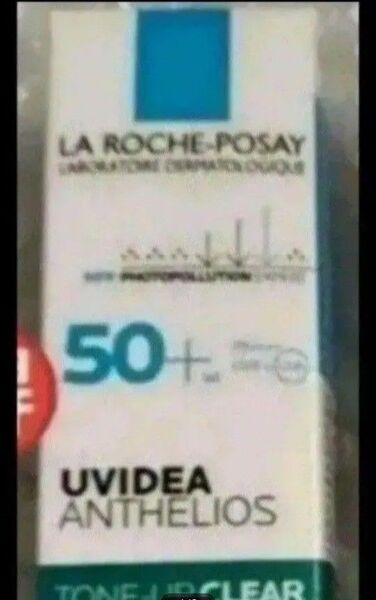 LA ROCHE-POSAY
LABORATOIRE DERMATOLOGIQUE
PHOTOPOLLUTION
50+
UVIDEA
ANTHELIOS
TONE-UP CLEAR